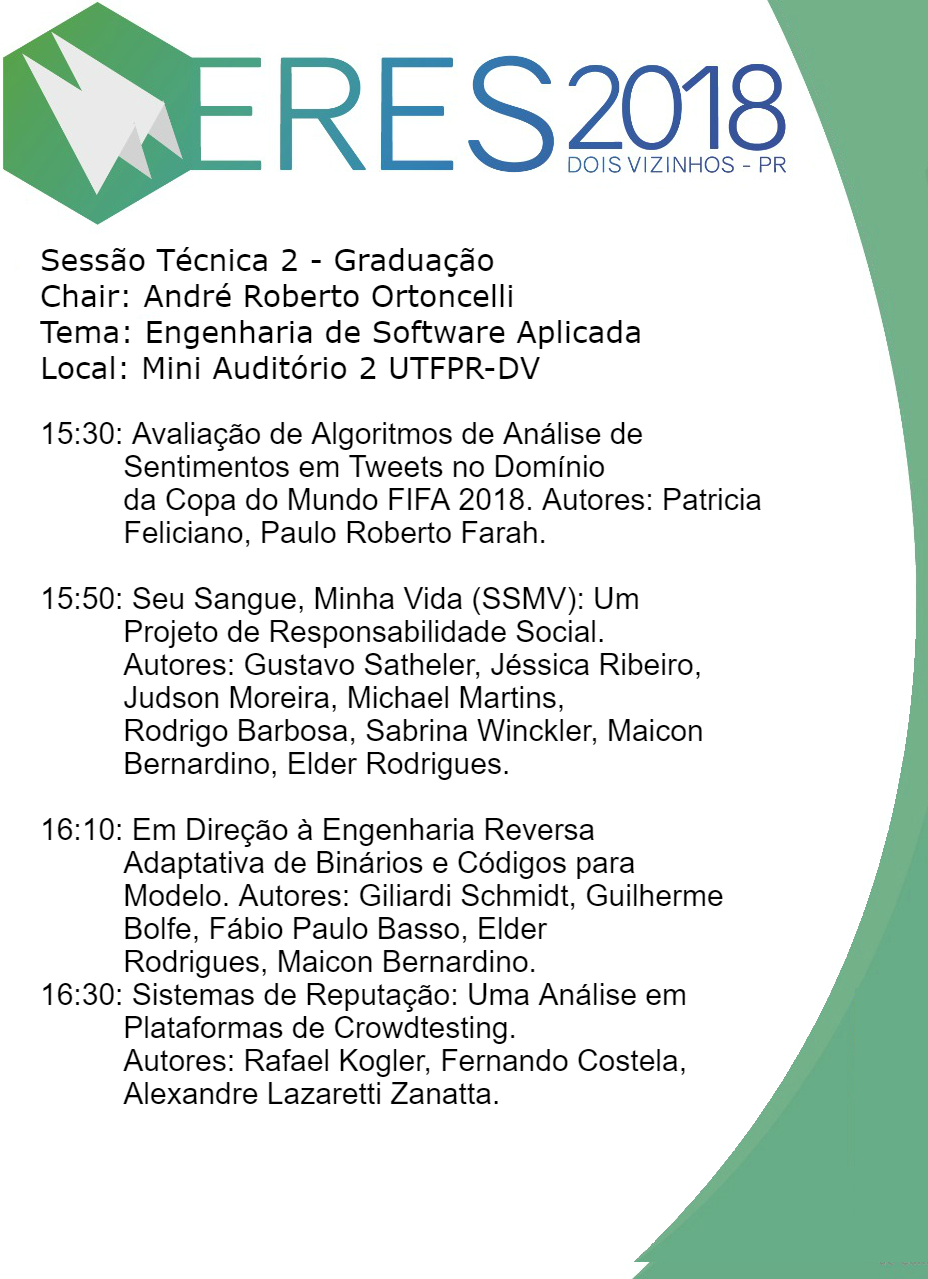 ERES 2018
DOIS VIZINHOS - PR
Sessão Técnica 2 - Graduação
Chair: André Roberto Ortoncelli
Tema: Engenharia de Software Aplicada
Local: Mini Auditório 2 UTFPR-DV
15:30: Avaliação de Algoritmos de Análise de
Sentimentos em Tweets no Domínio
da Copa do Mundo FIFA 2018. Autores: Patricia
Feliciano, Paulo Roberto Farah.
15:50: Seu Sangue, Minha Vida (SSMV): Um
Projeto de Responsabilidade Social.
Autores: Gustavo Satheler, Jéssica Ribeiro,
Judson Moreira, Michael Martins,
Rodrigo Barbosa, Sabrina Winckler, Maicon
Bernardino, Elder Rodrigues.
16:10: Em Direção à Engenharia Reversa
Adaptativa de Binários e Códigos para
Modelo. Autores: Giliardi Schmidt, Guilherme
Bolfe, Fábio Paulo Basso, Elder
Rodrigues, Maicon Bernardino.
16:30: Sistemas de Reputação: Uma Análise em
Plataformas de Crowdtesting.
Autores: Rafael Kogler, Fernando Costela,
Alexandre Lazaretti Zanatta.